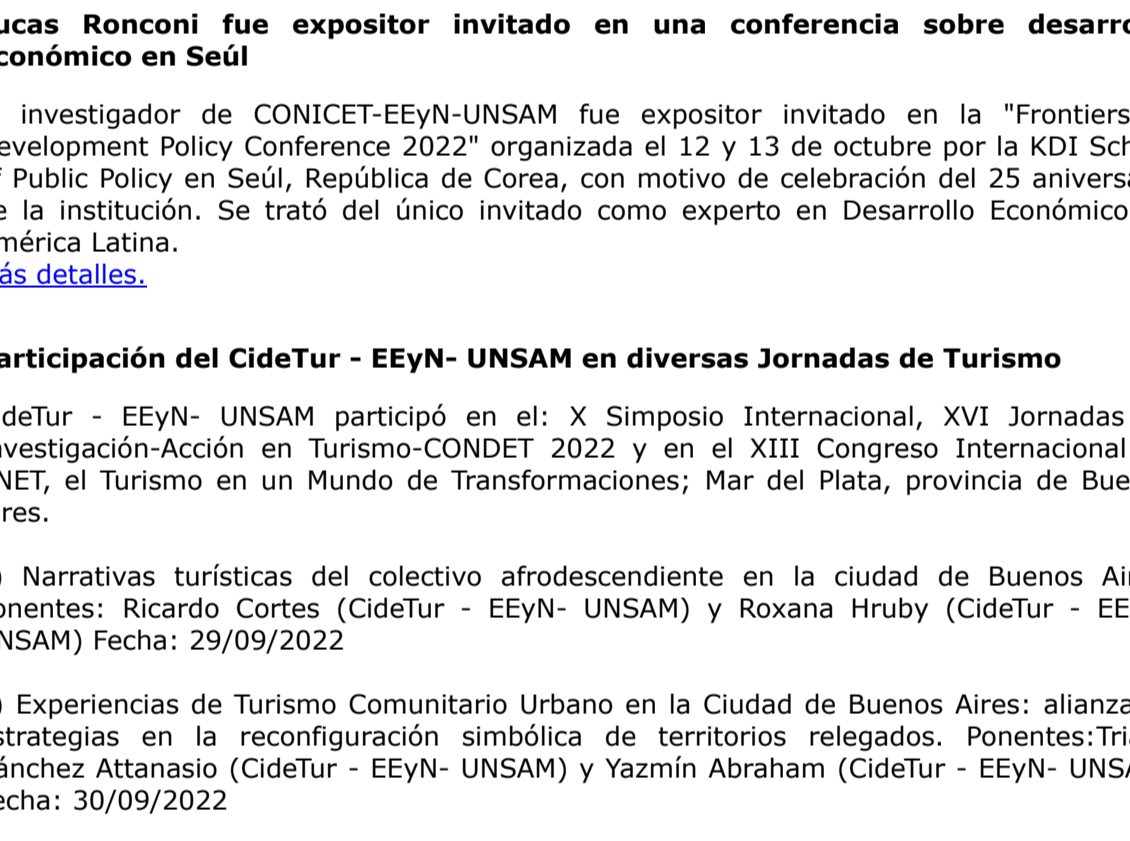 ucas Ronconi fue expositor invitado en una conferencia sobre desarro
conómico en Seúl
investigador de CONICET-EEyN-UNSAM fue expositor invitado en la "Frontiers
evelopment Policy Conference 2022" organizada el 12 y 13 de octubre por la KDI Sch
f Public Policy en Seúl, República de Corea, con motivo de celebración del 25 aniversa
e la institución. Se trató del único invitado como experto en Desarrollo Económico
mérica Latina.
ás detalles.
articipación del CideTur - EEyN- UNSAM en diversas Jornadas de Turismo
deTur - EEyN- UNSAM participó en el: X Simposio Internacional, XVI Jornadas
nvestigación-Acción en Turismo-CONDET 2022 y en el XIII Congreso Internacional
NET, el Turismo en un Mundo de Transformaciones; Mar del Plata, provincia de Bue
res.
) Narrativas turísticas del colectivo afrodescendiente en la ciudad de Buenos Air
onentes: Ricardo Cortes (CideTur - EEyN- UNSAM) y Roxana Hruby (CideTur - EE
NSAM) Fecha: 29/09/2022
) Experiencias de Turismo Comunitario Urbano en la Ciudad de Buenos Aires: alianza
strategias en la reconfiguración simbólica de territorios relegados. Ponentes:Tria
ánchez Attanasio (CideTur - EEyN- UNSAM) y Yazmín Abraham (CideTur - EEyN- UNSA
echa: 30/09/2022